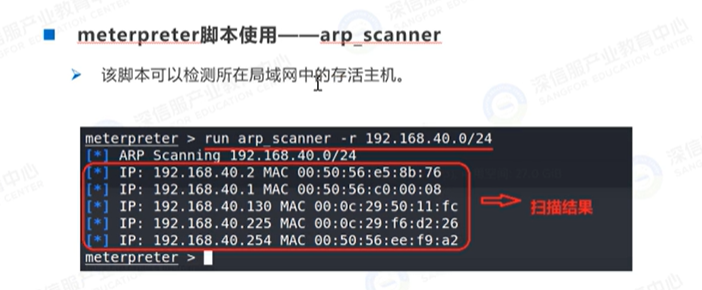 meterpreter脚本使用——arp_scanner
该脚本可以检测所在局域网中的存活主机。
meterpreter > run arp_scanner -r 192.168.40.0/24
[*] ARP Scanning 192.168.40.0/24
[*] IP: 192.168.40.2 MAC 00:50:56:e5:8b:76
[*] IP: 192.168.40.1 MAC 00:50:56:c0:00:08
[*] IP: 192.168.40.130 MAC 00:0c:29:50:11:fc
[*] IP: 192.168.40.225 MAC 00:0c:29:f6:d2:26
[*] IP: 192.168.40.254 MAC 00:50:56:ee:f9:a2
扫描结果
meterpreter >
深信服产业教育中心
SANGFOR EDUCATION CENTER